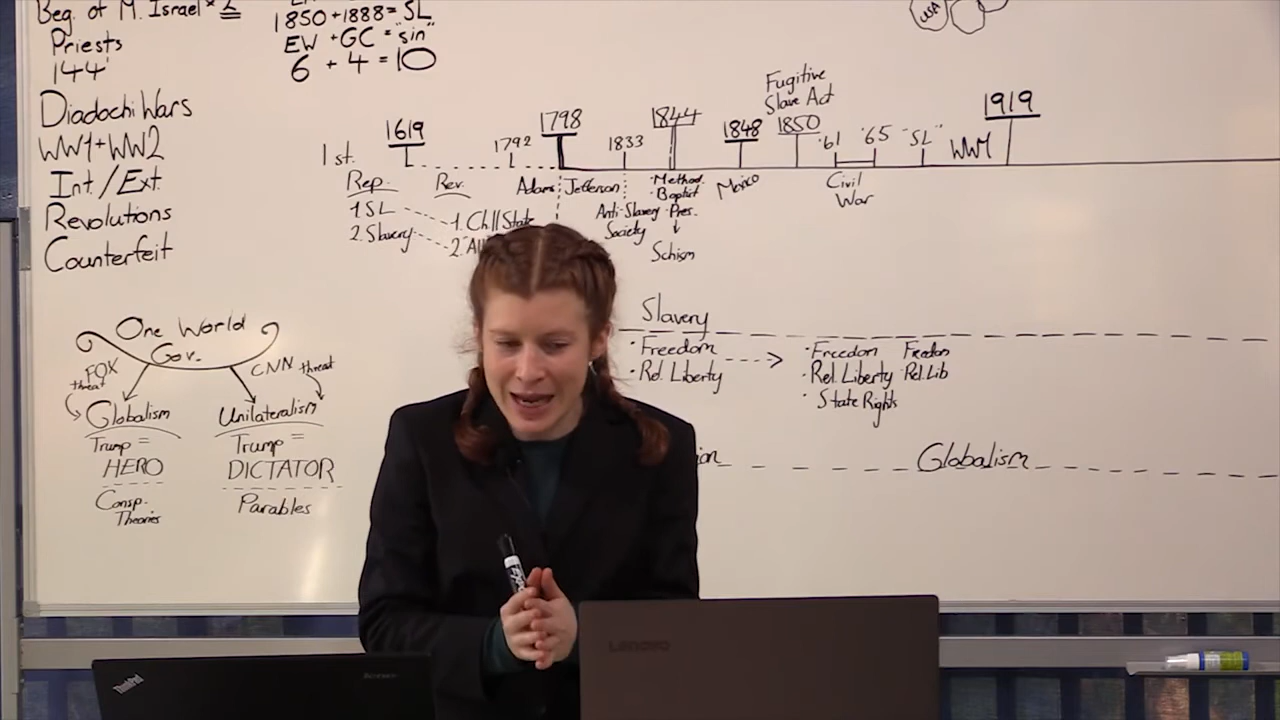 Beg. of M. Israel
Priests
144
Diadochi Wars
WW1+WW2
Int./Ext.
Revolutions
Counterfeit
1850+1888= SL
EW +GC = "sin"
6 + 4 = 10
USA
1st.
1619
1792
1798
1833
1844
1848
Fugitive
Slave Act
1850
'61
'65
"SL"
WW1
1919
Rep.
1. SL
2. Slavery
Rev.
1. Ch. || State
2.
Adams
Jefferson
Anti-Slavery
Society
• Method.
• Baptist
• Pres.
Schism
Mexico
Civil
War
One World
Gov.
FOX
threat
CNN threat
Globalism
Trump =
HERO
Consp.
Theories
Unilateralism
Trump =
DICTATOR
Parables
Slavery
• Freedom
• Rel. Liberty
• Freedom
• Rel. Liberty
• State Rights
Freedom
Rel. Lib
Globalism
ThinkPad
Lenovo
LENOVO